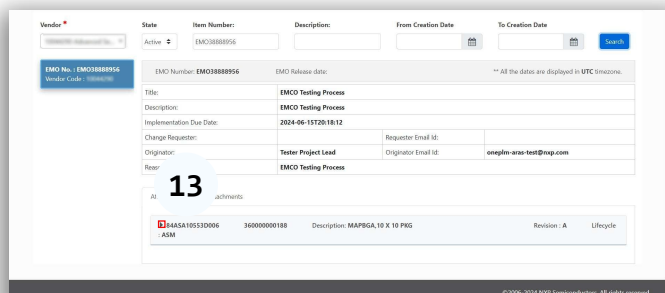 Vendor * State Item Number: Description: From Creation Date To Creation Date
Active EMO38888956 Search
EMO No. : EMO38888956
Vendor Code :
EMO Number: EMO38888956 EMO Release date: ** All the dates are displayed in UTC timezone.
Title: EMCO Testing Process
Description: EMCO Testing Process
Implementation Due Date: 2024-06-15T20:18:12
Change Requester: Requester Email Id:
Originator: Tester Project Lead Originator Email Id: oneplm-aras-test@nxp.com
Reas EMCO Testing Process
13
achments
84ASA10553D006 360000000188 Description: MAPBGA,10 X 10 PKG Revision : A Lifecycle
: ASM
©2006-2024 NXP Semiconductors. All rights reserved